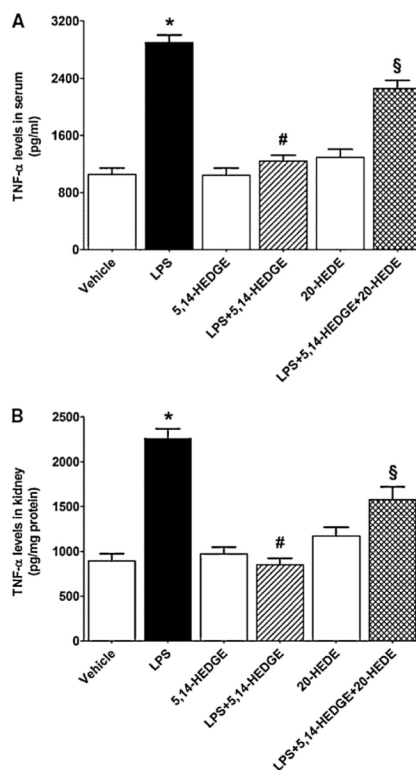 A
TNF-α levels in serum
(pg/ml)
3200
2400
1600
800
0
*
#
§
Vehicle
LPS
5,14-HEDGE
LPS+5,14-HEDGE
20-HEDE
LPS+5,14-HEDGE+20-HEDE
B
TNF-α levels in kidney
(pg/mg protein)
2500
2000
1500
1000
500
0
*
#
§
Vehicle
LPS
5,14-HEDGE
LPS+5,14-HEDGE
20-HEDE
LPS+5,14-HEDGE+20-HEDE